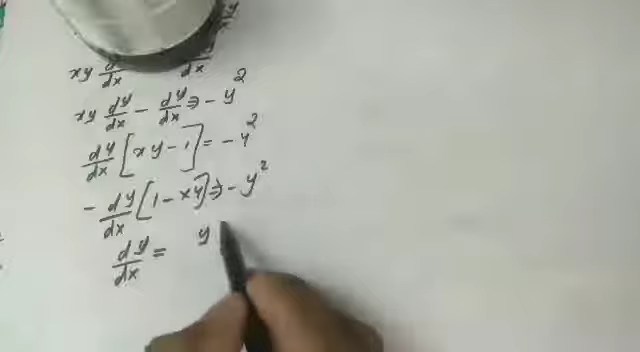 xy dy/dx - dy/dx ⇒ - y²
dy/dx [xy - 1] = - y²
- dy/dx [1 - xy] ⇒ - y²
dy/dx = y